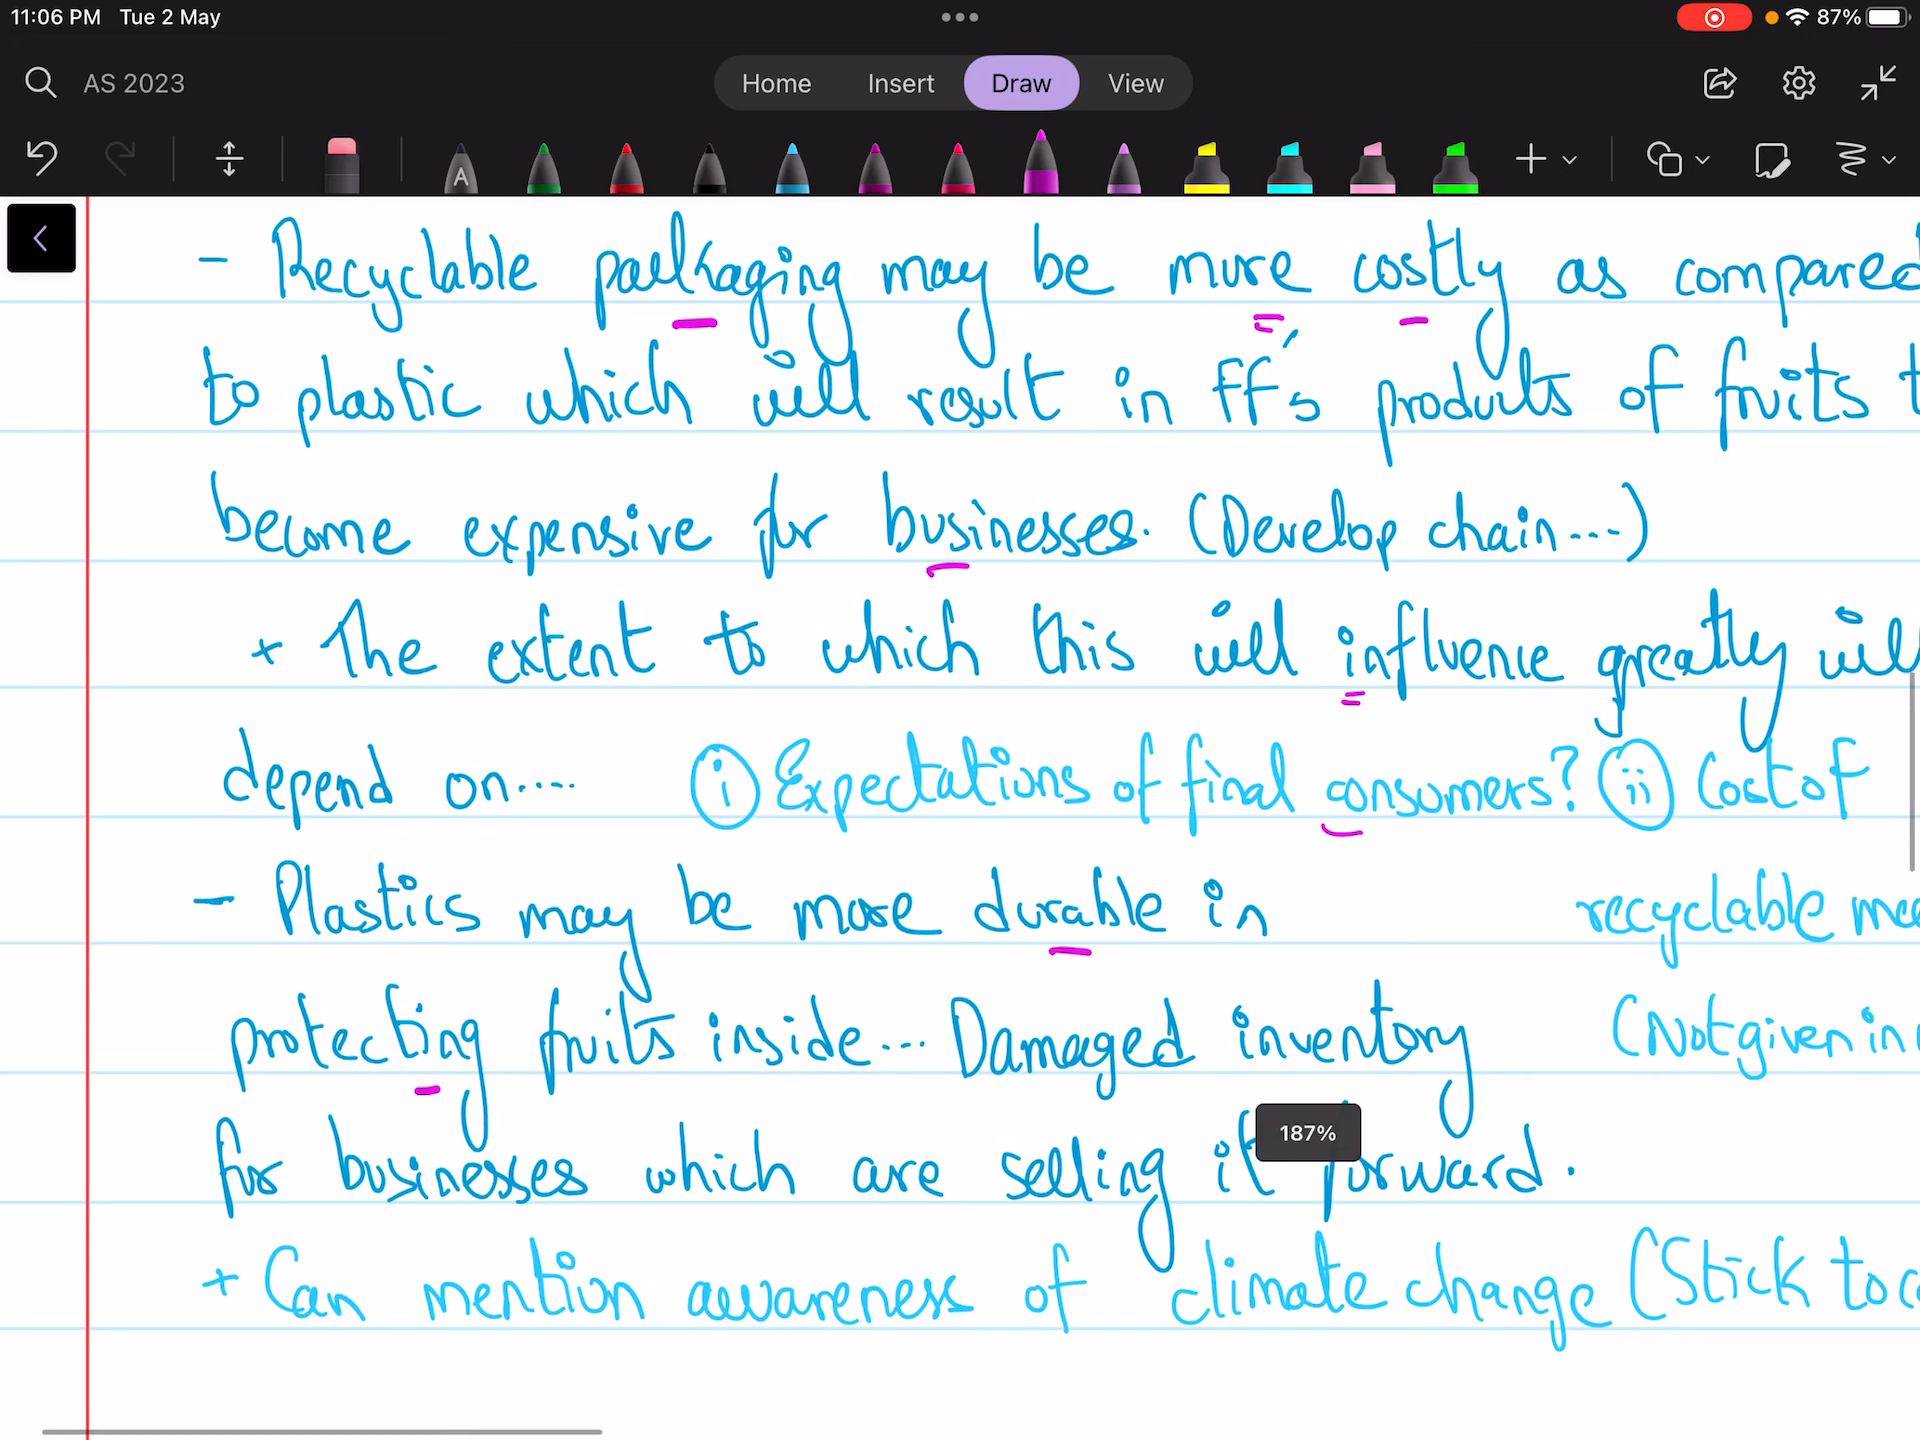 11:06 PM Tue 2 May
87%
AS 2023
Home Insert Draw View
A
- Recyclable packaging may be more costly as compared
to plastic which will result in FF's products of fruits t
become expensive for businesses. (Develop chain...)
+ The extent to which this will influence greatly will
depend on.... (i) Expectations of final consumers? (ii) Cost of
- Plastics may be more durable in recyclable
protecting fruits inside... Damaged inventory (Not given in
for businesses which are selling it forward.
187%
+ Can mention awareness of climate change (Stick to